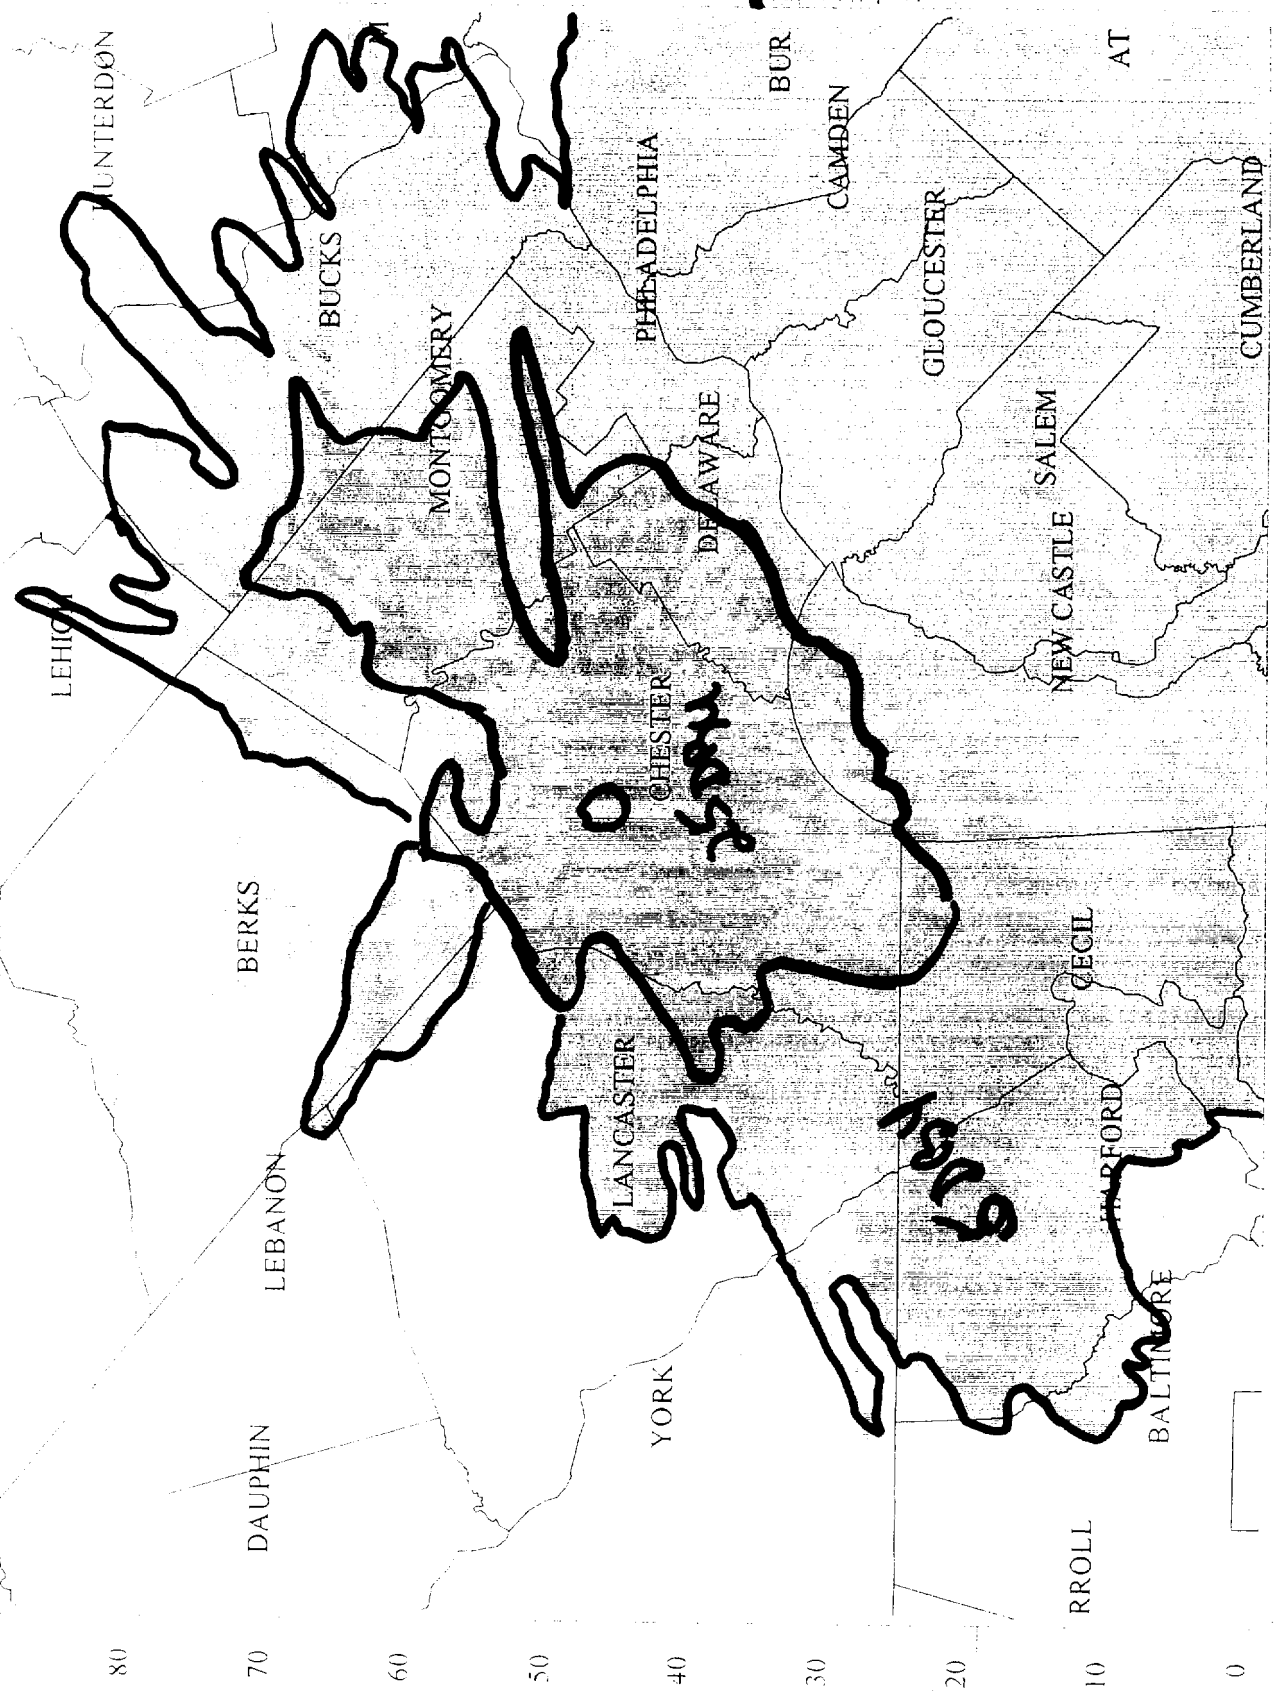 LEHIGH
HUNTERDON
80
BERKS
DAUPHIN
70
LEBANON
BUCKS
60
MONTGOMERY
50
LANCASTER
PHILADELPHIA
CHESTER
YORK
40
DELAWARE
BUR
30
CAMDEN
GLOUCESTER
20
SALEM
NEW CASTLE
CECIL
RROLL
10
HARFORD
AT
BALTIMORE
0
CUMBERLAND